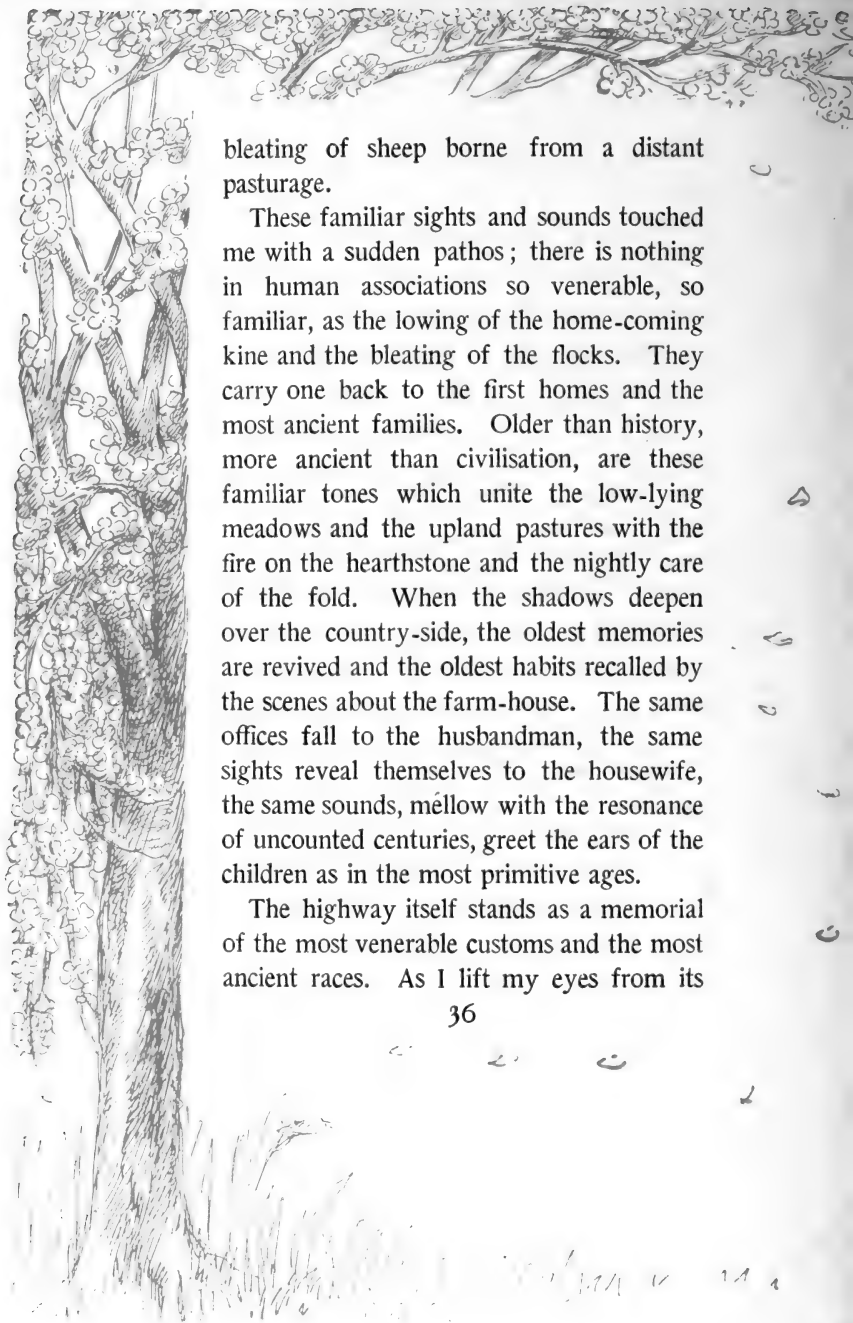 bleating of sheep borne from a distant
pasturage.
These familiar sights and sounds touched
me with a sudden pathos ; there is nothing
in human associations so venerable, so
familiar, as the lowing of the home-coming
kine and the bleating of the flocks. They
carry one back to the first homes and the
most ancient families. Older than history,
more ancient than civilisation, are these
familiar tones which unite the low-lying
meadows and the upland pastures with the
fire on the hearthstone and the nightly care
of the fold. When the shadows deepen
over the country-side, the oldest memories
are revived and the oldest habits recalled by
the scenes about the farm-house. The same
offices fall to the husbandman, the same
sights reveal themselves to the housewife,
the same sounds, mellow with the resonance
of uncounted centuries, greet the ears of the
children as in the most primitive ages.
The highway itself stands as a memorial
of the most venerable customs and the most
ancient races. As I lift my eyes from its
36